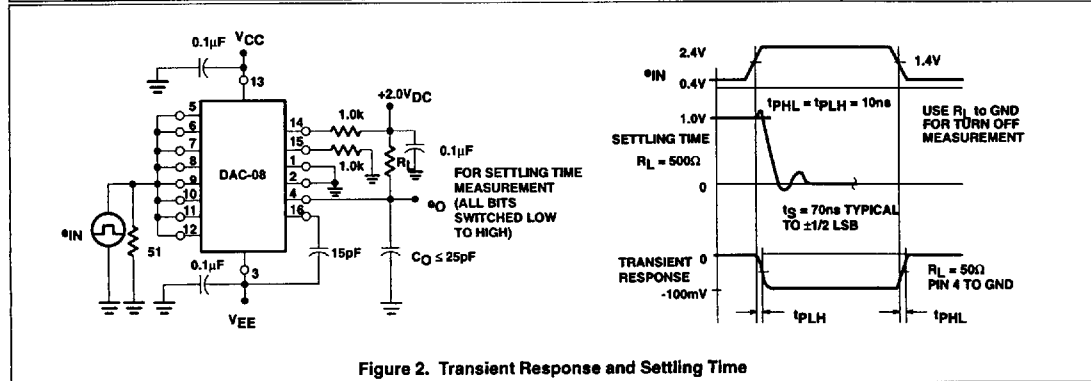 VCC
0.1µF
13
+2.0VDC
5
6
7
8
9
10
11
12
DAC-08
14
15
1
2
4
16
3
1.0k
1.0k
RL
0.1µF
FOR SETTLING TIME
MEASUREMENT
(ALL BITS
SWITCHED LOW
TO HIGH)
eO
eIN
51
0.1µF
15pF
CO ≤ 25pF
VEE
2.4V
eIN
0.4V
1.4V
tPHL = tPLH = 10ns
1.0V
SETTLING TIME
RL = 500Ω
0
USE RL to GND
FOR TURN OFF
MEASUREMENT
tS = 70ns TYPICAL
TO ±1/2 LSB
TRANSIENT
RESPONSE
0
-100mV
RL = 50Ω
PIN 4 TO GND
tPLH
tPHL
Figure 2. Transient Response and Settling Time